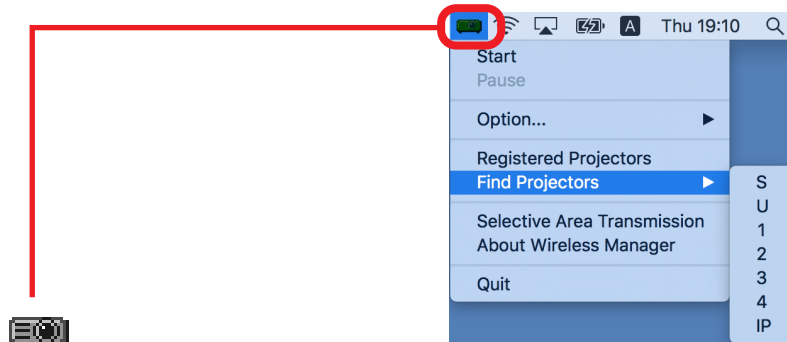 A Thu 19:10
Start
Pause
Option...
Registered Projectors
Find Projectors
Selective Area Transmission
About Wireless Manager
Quit
S
U
1
2
3
4
IP